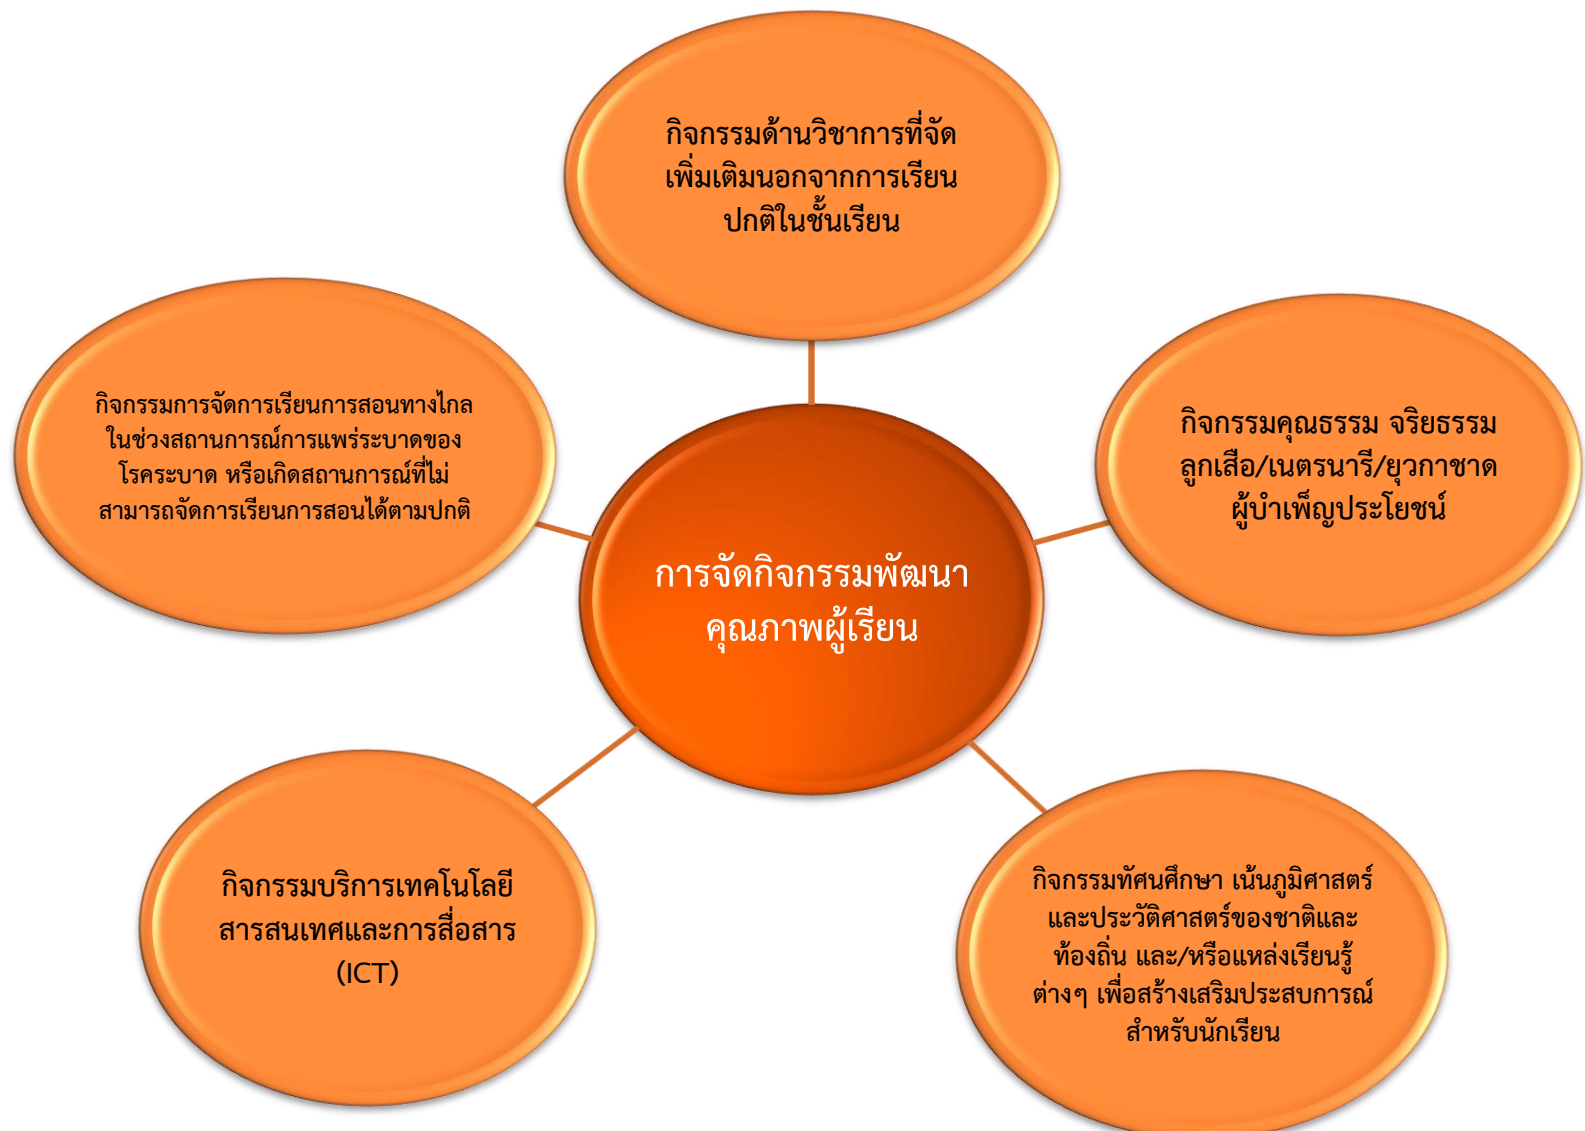 กิจกรรมด้านวิชาการที่จัด
เพิ่มเติมนอกจากการเรียน
ปกติในชั้นเรียน
กิจกรรมคุณธรรม จริยธรรม
ลูกเสือ/เนตรนารี/ยุวกาชาด
ผู้บำเพ็ญประโยชน์
กิจกรรมทัศนศึกษา เน้นภูมิศาสตร์
และประวัติศาสตร์ของชาติและ
ท้องถิ่น และ/หรือแหล่งเรียนรู้
ต่างๆ เพื่อสร้างเสริมประสบการณ์
สำหรับนักเรียน
กิจกรรมบริการเทคโนโลยี
สารสนเทศและการสื่อสาร
(ICT)
กิจกรรมการจัดการเรียนการสอนทางไกล
ในช่วงสถานการณ์การแพร่ระบาดของ
โรคระบาด หรือเกิดสถานการณ์ที่ไม่
สามารถจัดการเรียนการสอนได้ตามปกติ
การจัดกิจกรรมพัฒนา
คุณภาพผู้เรียน